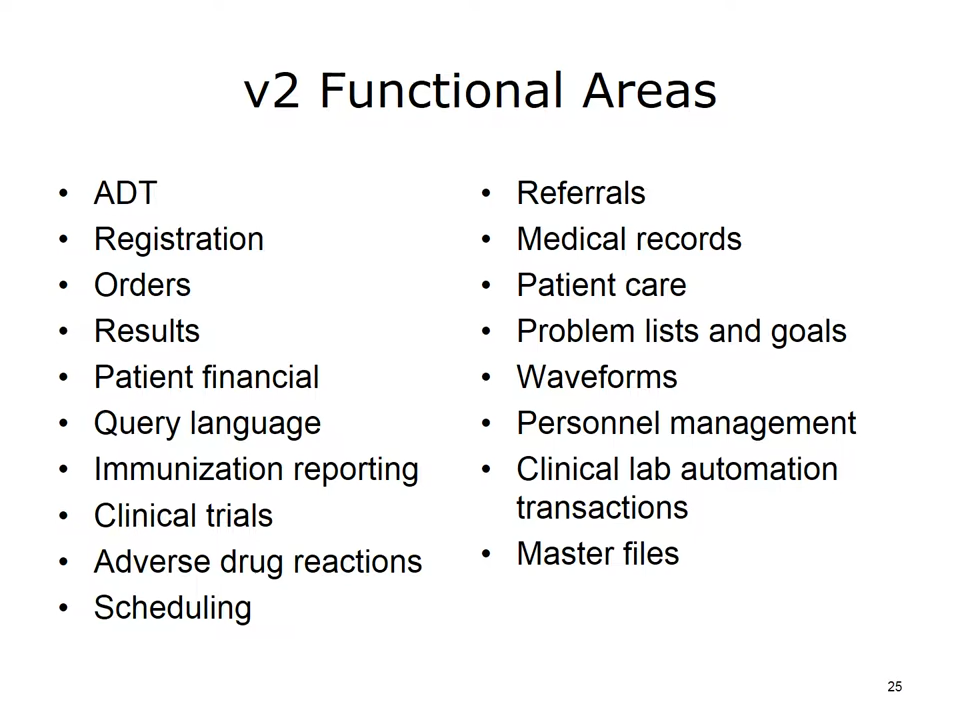 v2 Functional Areas
• ADT
• Registration
• Orders
• Results
• Patient financial
• Query language
• Immunization reporting
• Clinical trials
• Adverse drug reactions
• Scheduling
• Referrals
• Medical records
• Patient care
• Problem lists and goals
• Waveforms
• Personnel management
• Clinical lab automation
transactions
• Master files
25